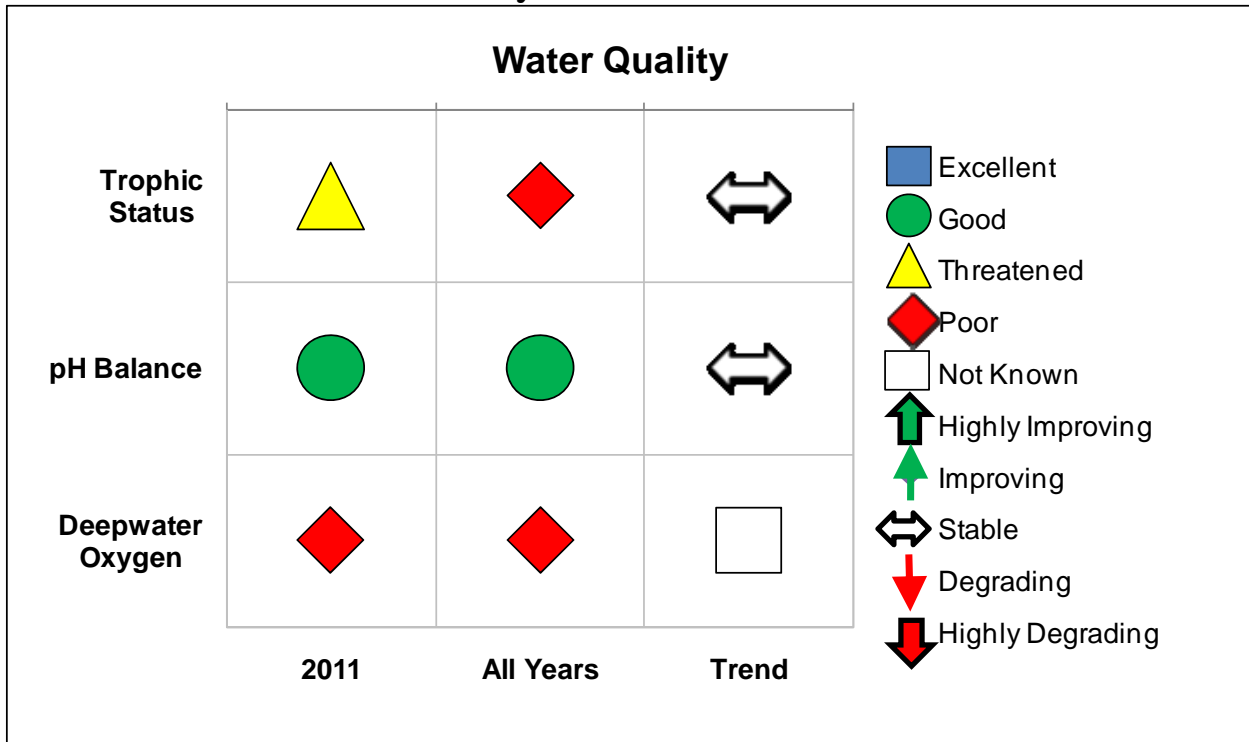 Water Quality
Trophic
Status
pH Balance
Deepwater
Oxygen
2011 All Years Trend
Excellent
Good
Threatened
Poor
Not Known
Highly Improving
Improving
Stable
Degrading
Highly Degrading